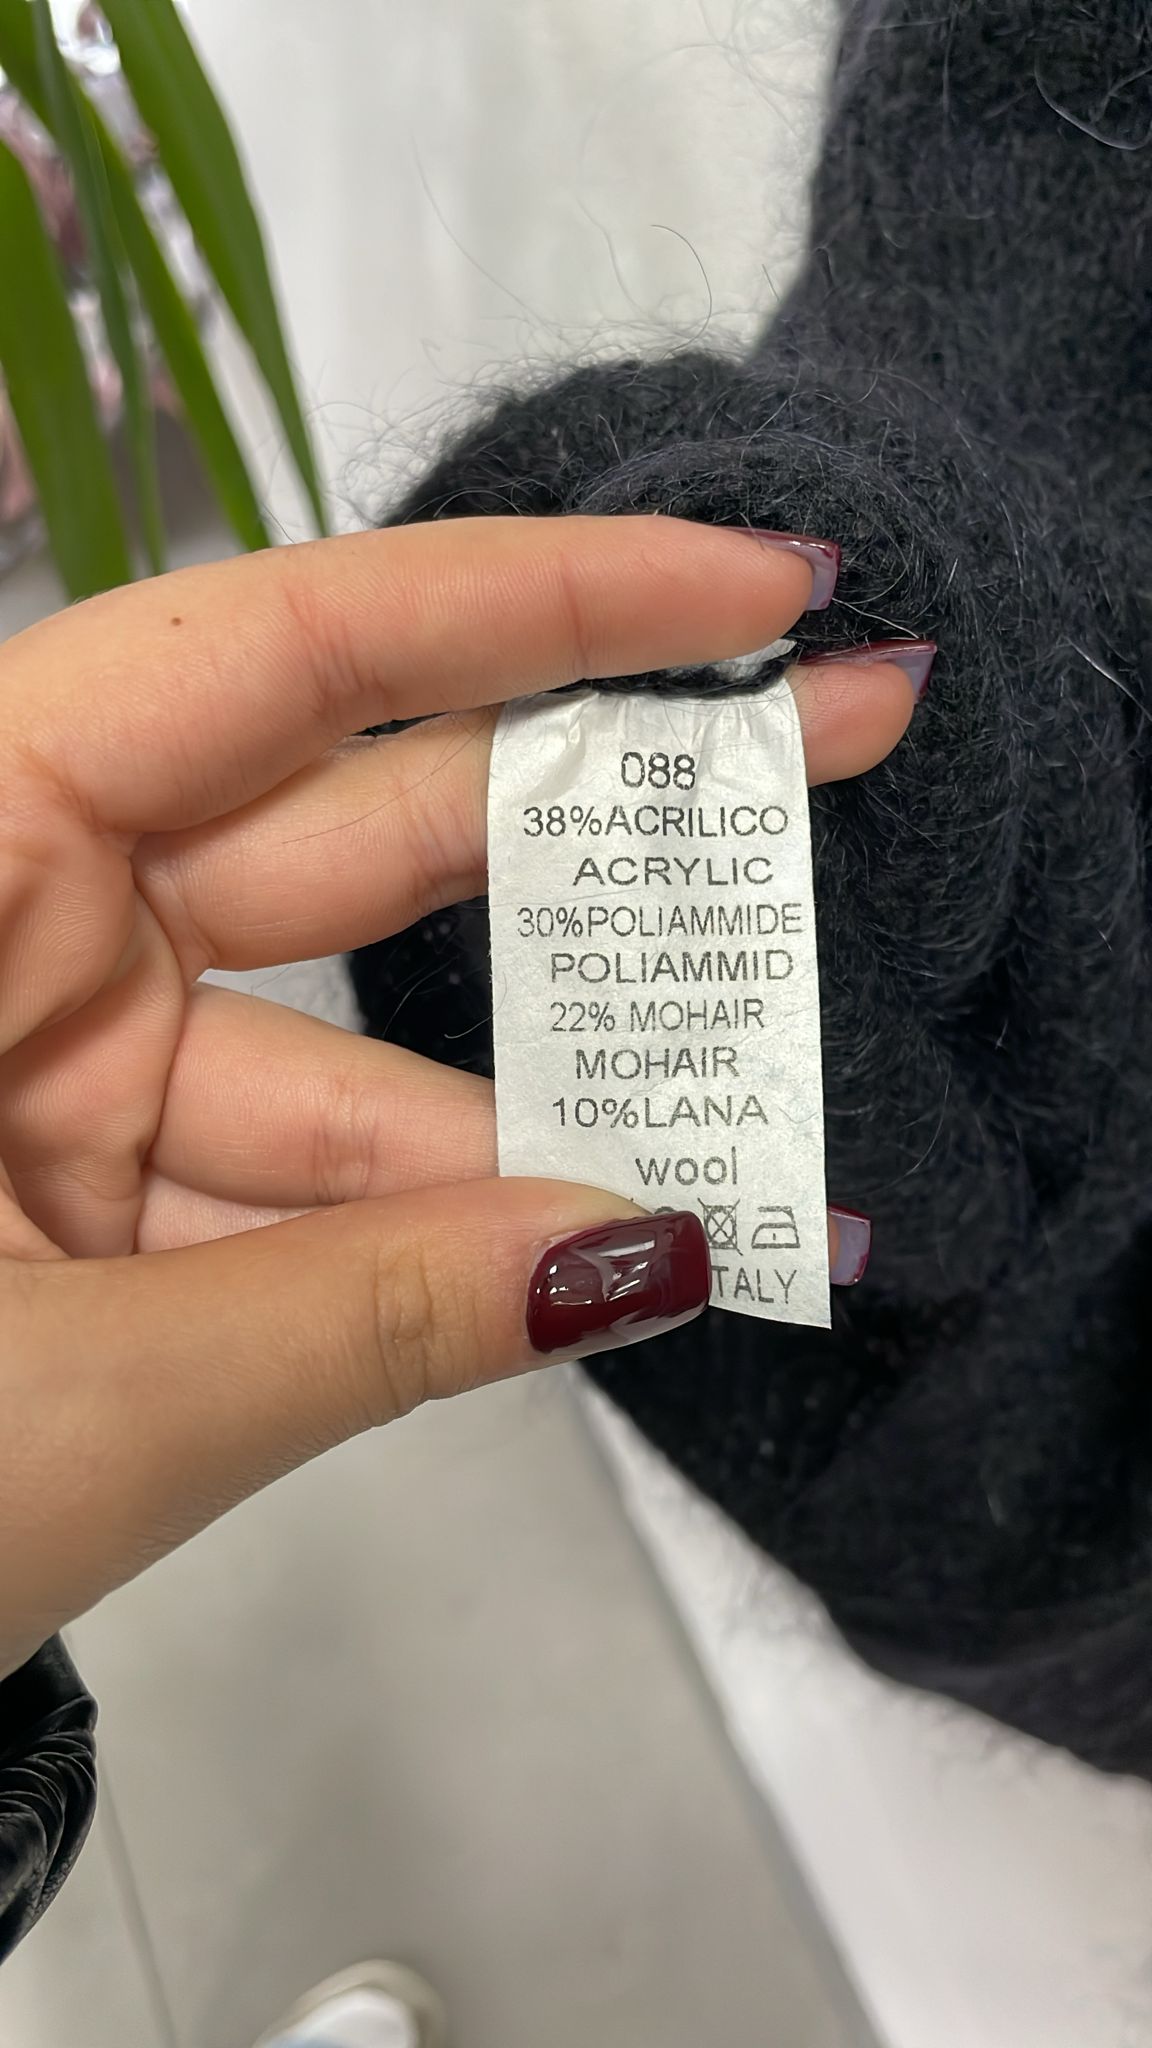 088
38%ACRILICO
ACRYLIC
30%POLIAMMIDE
POLIAMMID
22% MOHAIR
MOHAIR
10%LANA
wool
TALY